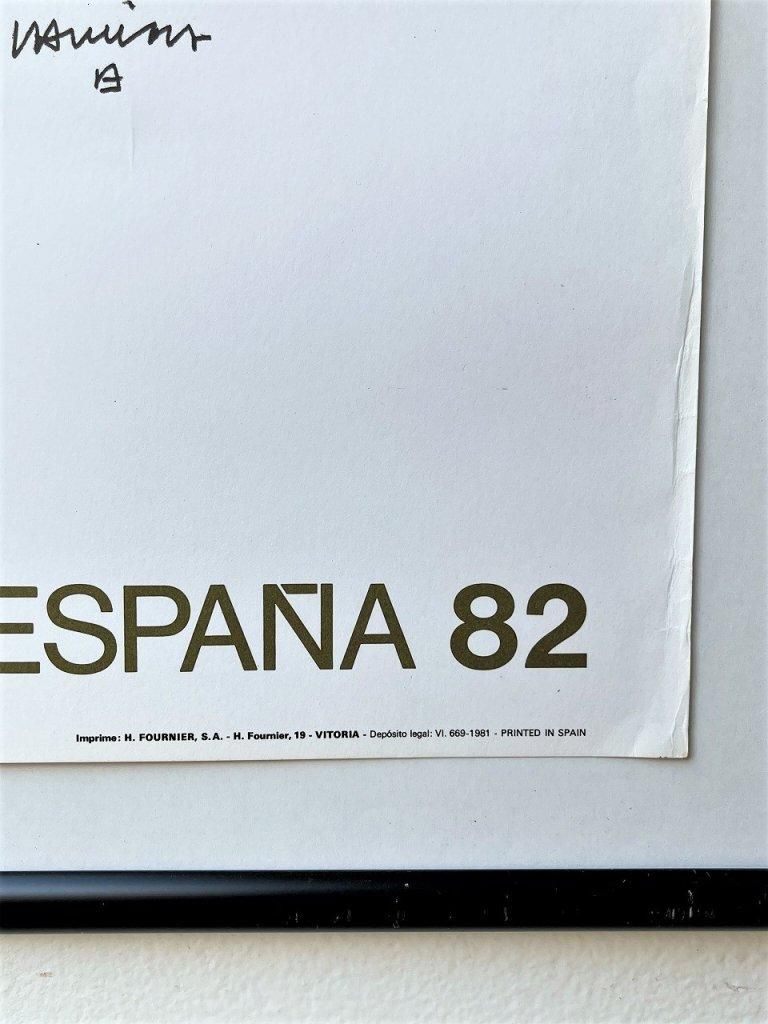 ESPAÑA 82
Imprime: H. FOURNIER, S.A. - H. Fournier, 19 - VITORIA - Depósito legal: VI. 669-1981 - PRINTED IN SPAIN